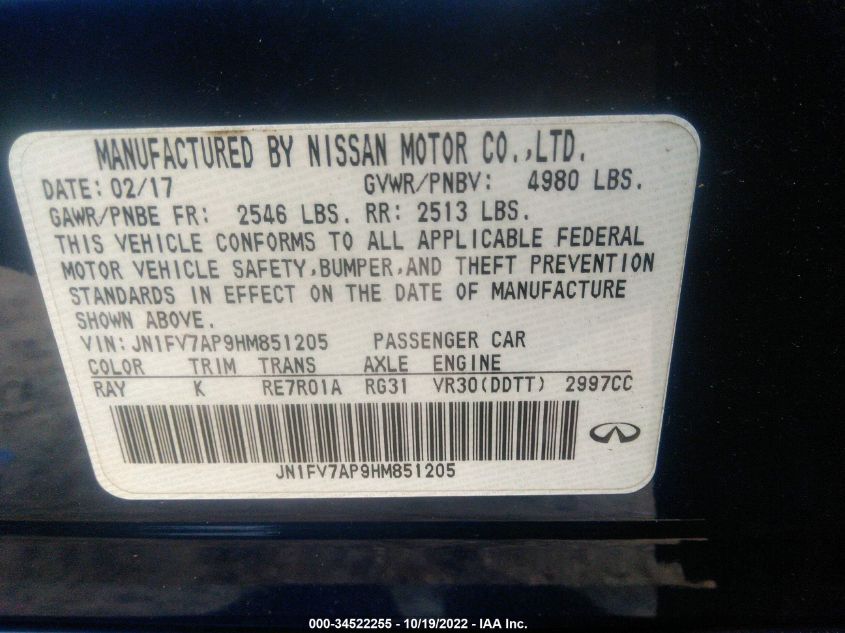 MANUFACTURED BY NISSAN MOTOR CO.,LTD.
DATE: 02/17 GVWR/PNBV: 4980 LBS.
GAWR/PNBE FR: 2546 LBS. RR: 2513 LBS.
THIS VEHICLE CONFORMS TO ALL APPLICABLE FEDERAL
MOTOR VEHICLE SAFETY,BUMPER,AND THEFT PREVENTION
STANDARDS IN EFFECT ON THE DATE OF MANUFACTURE
SHOWN ABOVE.
VIN: JN1FV7AP9HM851205 PASSENGER CAR
COLOR TRIM TRANS AXLE ENGINE
RAY K RE7R01A RG31 VR30(DDTT) 2997CC
JN1FV7AP9HM851205
000-34522255 - 10/19/2022 - IAA Inc.